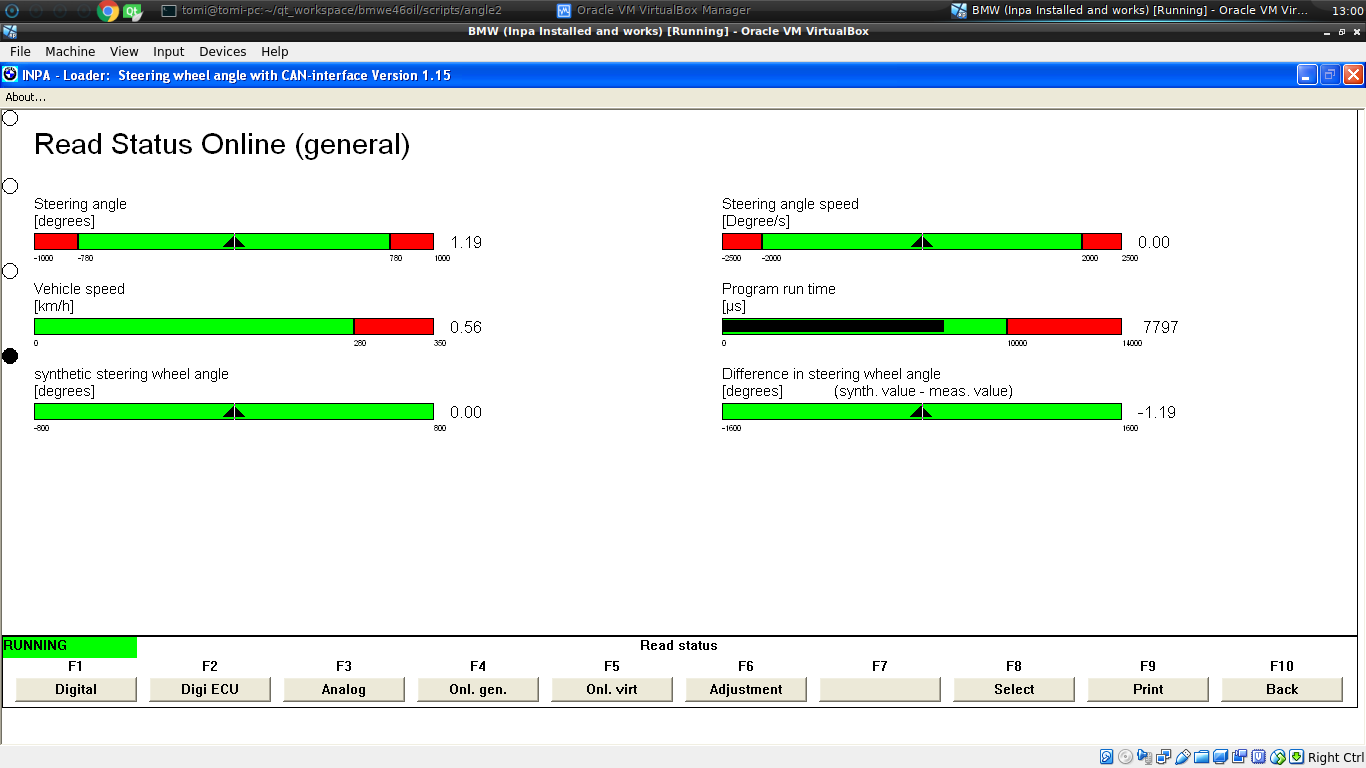 tomi@tomi-pc:~/qt_workspace/bmwe46oil/scripts/angle2
Oracle VM VirtualBox Manager
BMW (Inpa Installed and works) [Running] - Oracle VM Vir...
13:00
BMW (Inpa Installed and works) [Running] - Oracle VM VirtualBox
File Machine View Input Devices Help
INPA - Loader: Steering wheel angle with CAN-interface Version 1.15
About...
Read Status Online (general)
Steering angle
[degrees]
1.19
-1000 -780 780 1000
Steering angle speed
[Degree/s]
0.00
-2500 -2000 2000 2500
Vehicle speed
[km/h]
0.56
0 280 350
Program run time
[µs]
7797
0 10000 14000
synthetic steering wheel angle
[degrees]
0.00
-800 800
Difference in steering wheel angle
[degrees] (synth. value - meas. value)
-1.19
-1600 1600
RUNNING
Read status
F1 F2 F3 F4 F5 F6 F7 F8 F9 F10
Digital Digi ECU Analog Onl. gen. Onl. virt Adjustment Select Print Back
Right Ctrl